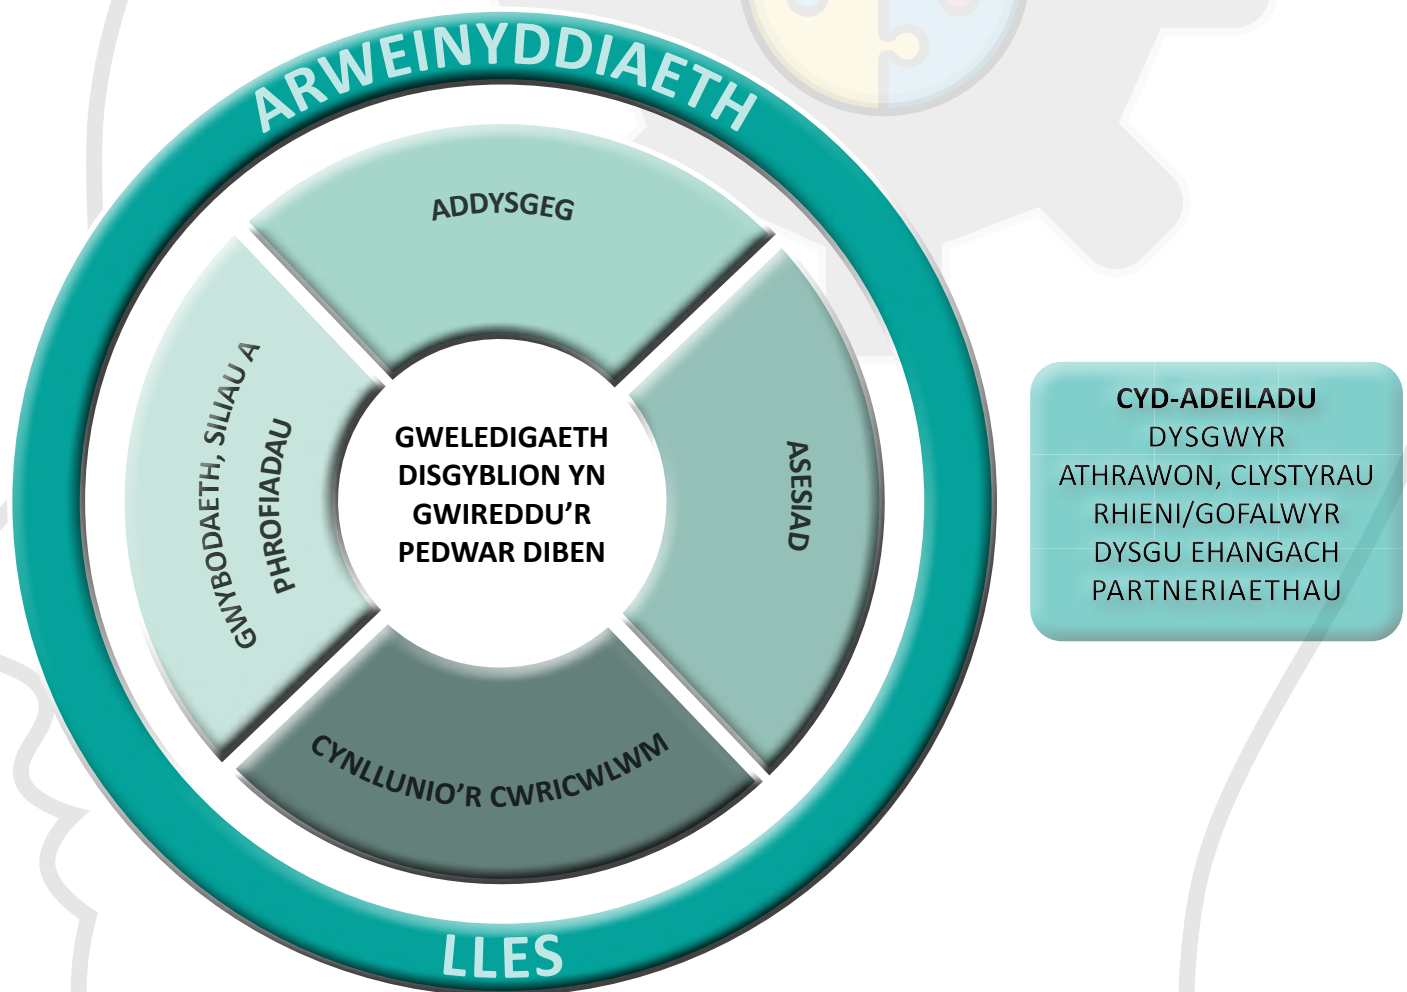 ARWEINYDDIAETH
ADDYSGEG
GWYBODAETH, SILIAU A
PHROFIADAU
GWELEDIGAETH
DISGYBLION YN
GWIREDDU’R
PEDWAR DIBEN
ASESIAD
CYNLLUNIO’R CWRICWLWM
LLES
CYD-ADEILADU
DYSGWYR
ATHRAWON, CLYSTYRAU
RHIENI/GOFALWYR
DYSGU EHANGACH
PARTNERIAETHAU